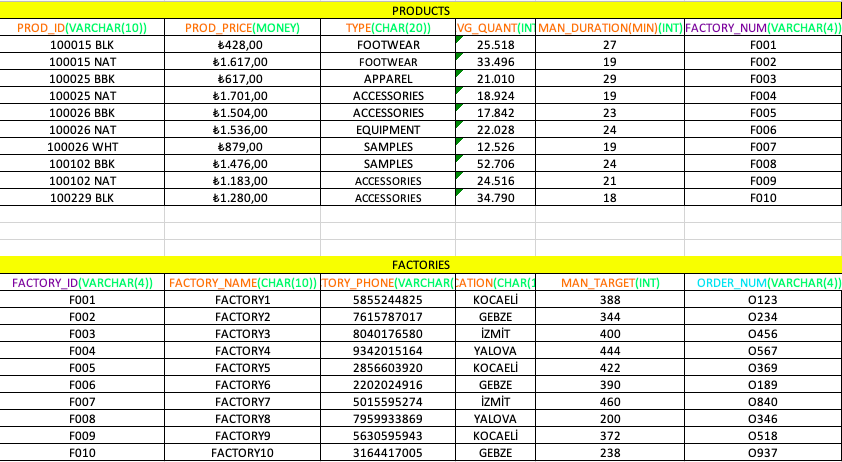 PRODUCTS
PROD_ID(VARCHAR(10)) PROD_PRICE(MONEY) TYPE(CHAR(20)) VG_QUANT(INT MAN_DURATION(MIN)(INT) FACTORY_NUM(VARCHAR(4))
100015 BLK ₺428,00 FOOTWEAR 25.518 27 F001
100015 NAT ₺1.617,00 FOOTWEAR 33.496 19 F002
100025 BBK ₺617,00 APPAREL 21.010 29 F003
100025 NAT ₺1.701,00 ACCESSORIES 18.924 19 F004
100026 BBK ₺1.504,00 ACCESSORIES 17.842 23 F005
100026 NAT ₺1.536,00 EQUIPMENT 22.028 24 F006
100026 WHT ₺879,00 SAMPLES 12.526 19 F007
100102 BBK ₺1.476,00 SAMPLES 52.706 24 F008
100102 NAT ₺1.183,00 ACCESSORIES 24.516 21 F009
100229 BLK ₺1.280,00 ACCESSORIES 34.790 18 F010
FACTORIES
FACTORY_ID(VARCHAR(4)) FACTORY_NAME(CHAR(10)) TORY_PHONE(VARCHAR( CATION(CHAR(1 MAN_TARGET(INT) ORDER_NUM(VARCHAR(4))
F001 FACTORY1 5855244825 KOCAELİ 388 O123
F002 FACTORY2 7615787017 GEBZE 344 O234
F003 FACTORY3 8040176580 İZMİT 400 O456
F004 FACTORY4 9342015164 YALOVA 444 O567
F005 FACTORY5 2856603920 KOCAELİ 422 O369
F006 FACTORY6 2202024916 GEBZE 390 O189
F007 FACTORY7 5015595274 İZMİT 460 O840
F008 FACTORY8 7959933869 YALOVA 200 O346
F009 FACTORY9 5630595943 KOCAELİ 372 O518
F010 FACTORY10 3164417005 GEBZE 238 O937